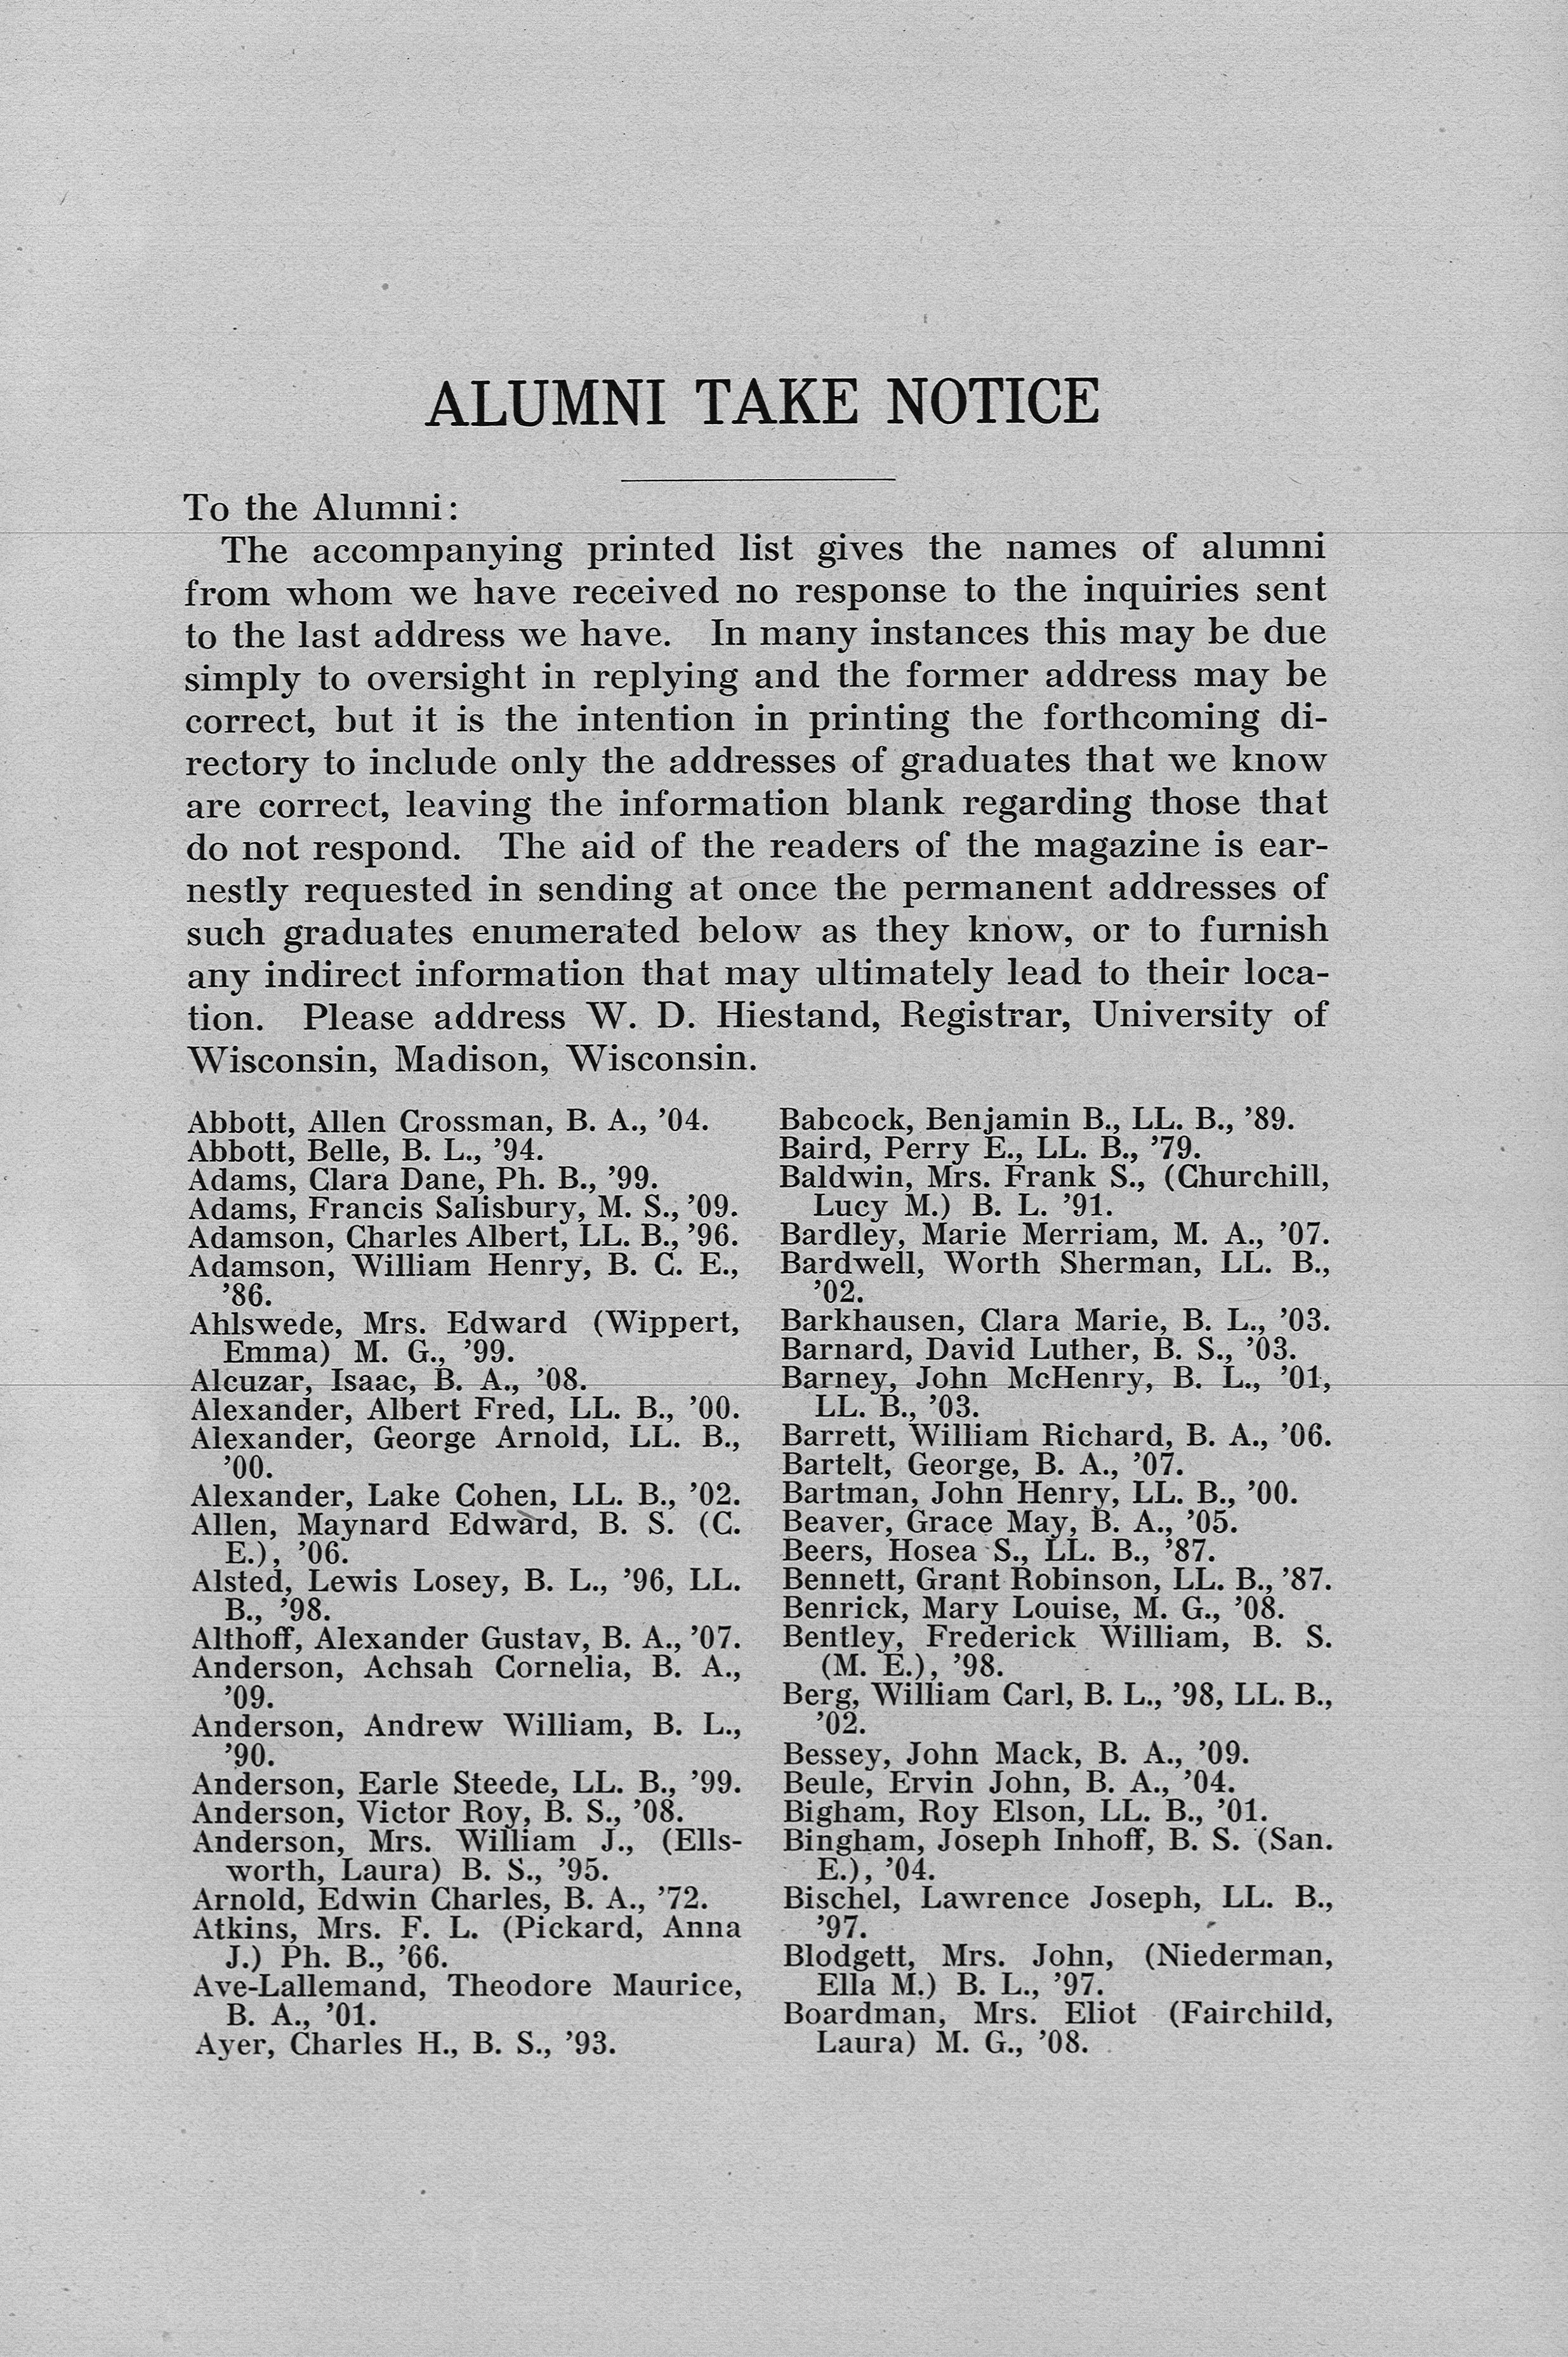 ALUMNI TAKE NOTICE
To the Alumni:
The accompanying printed list gives the names of alumni
from whom we have received no response to the inquiries sent
to the last address we have. In many instances this may be due
simply to oversight in replying and the former address may be
correct, but it is the intention in printing the forthcoming di-
rectory to include only the addresses of graduates that we know
are correct, leaving the information blank regarding those that
do not respond. The aid of the readers of the magazine is ear-
nestly requested in sending at once the permanent addresses of
such graduates enumerated below as they know, or to furnish
any indirect information that may ultimately lead to their loca-
tion. Please address W. D. Hiestand, Registrar, University of
Wisconsin, Madison, Wisconsin.
Abbott, Allen Crossman, B. A., ’04.
Abbott, Belle, B. L., ’94.
Adams, Clara Dane, Ph. B., ’99.
Adams, Francis Salisbury, M. S., ’09.
Adamson, Charles Albert, LL. B., ’96.
Adamson, William Henry, B. C. E.,
’86.
Ahlswede, Mrs. Edward (Wippert,
Emma) M. G., ’99.
Alcuzar, Isaac, B. A., ’08.
Alexander, Albert Fred, LL. B., ’00.
Alexander, George Arnold, LL. B.,
’00.
Alexander, Lake Cohen, LL. B., ’02.
Allen, Maynard Edward, B. S. (C.
E.), ’06.
Alsted, Lewis Losey, B. L., ’96, LL.
B., ’98.
Althoff, Alexander Gustav, B. A., ’07.
Anderson, Achsah Cornelia, B. A.,
’09.
Anderson, Andrew William, B. L.,
’90.
Anderson, Earle Steede, LL. B., ’99.
Anderson, Victor Roy, B. S., ’08.
Anderson, Mrs. William J., (Ells-
worth, Laura) B. S., ’95.
Arnold, Edwin Charles, B. A., ’72.
Atkins, Mrs. F. L. (Pickard, Anna
J.) Ph. B., ’66.
Ave-Lallemand, Theodore Maurice,
B. A., ’01.
Ayer, Charles H., B. S., ’93.
Babcock, Benjamin B., LL. B., ’89.
Baird, Perry E., LL. B., ’79.
Baldwin, Mrs. Frank S., (Churchill,
Lucy M.) B. L. ’91.
Bardley, Marie Merriam, M. A., ’07.
Bardwell, Worth Sherman, LL. B.,
’02.
Barkhausen, Clara Marie, B. L., ’03.
Barnard, David Luther, B. S., ’03.
Barney, John McHenry, B. L., ’01,
LL. B., ’03.
Barrett, William Richard, B. A., ’06.
Bartelt, George, B. A., ’07.
Bartman, John Henry, LL. B., ’00.
Beaver, Grace May, B. A., ’05.
Beers, Hosea S., LL. B., ’87.
Bennett, Grant Robinson, LL. B., ’87.
Benrick, Mary Louise, M. G., ’08.
Bentley, Frederick William, B. S.
(M. E.), ’98.
Berg, William Carl, B. L., ’98, LL. B.,
’02.
Bessey, John Mack, B. A., ’09.
Beule, Ervin John, B. A., ’04.
Bigham, Roy Elson, LL. B., ’01.
Bingham, Joseph Inhoff, B. S. (San.
E.), ’04.
Bischel, Lawrence Joseph, LL. B.,
’97.
Blodgett, Mrs. John, (Niederman,
Ella M.) B. L., ’97.
Boardman, Mrs. Eliot (Fairchild,
Laura) M. G., ’08.